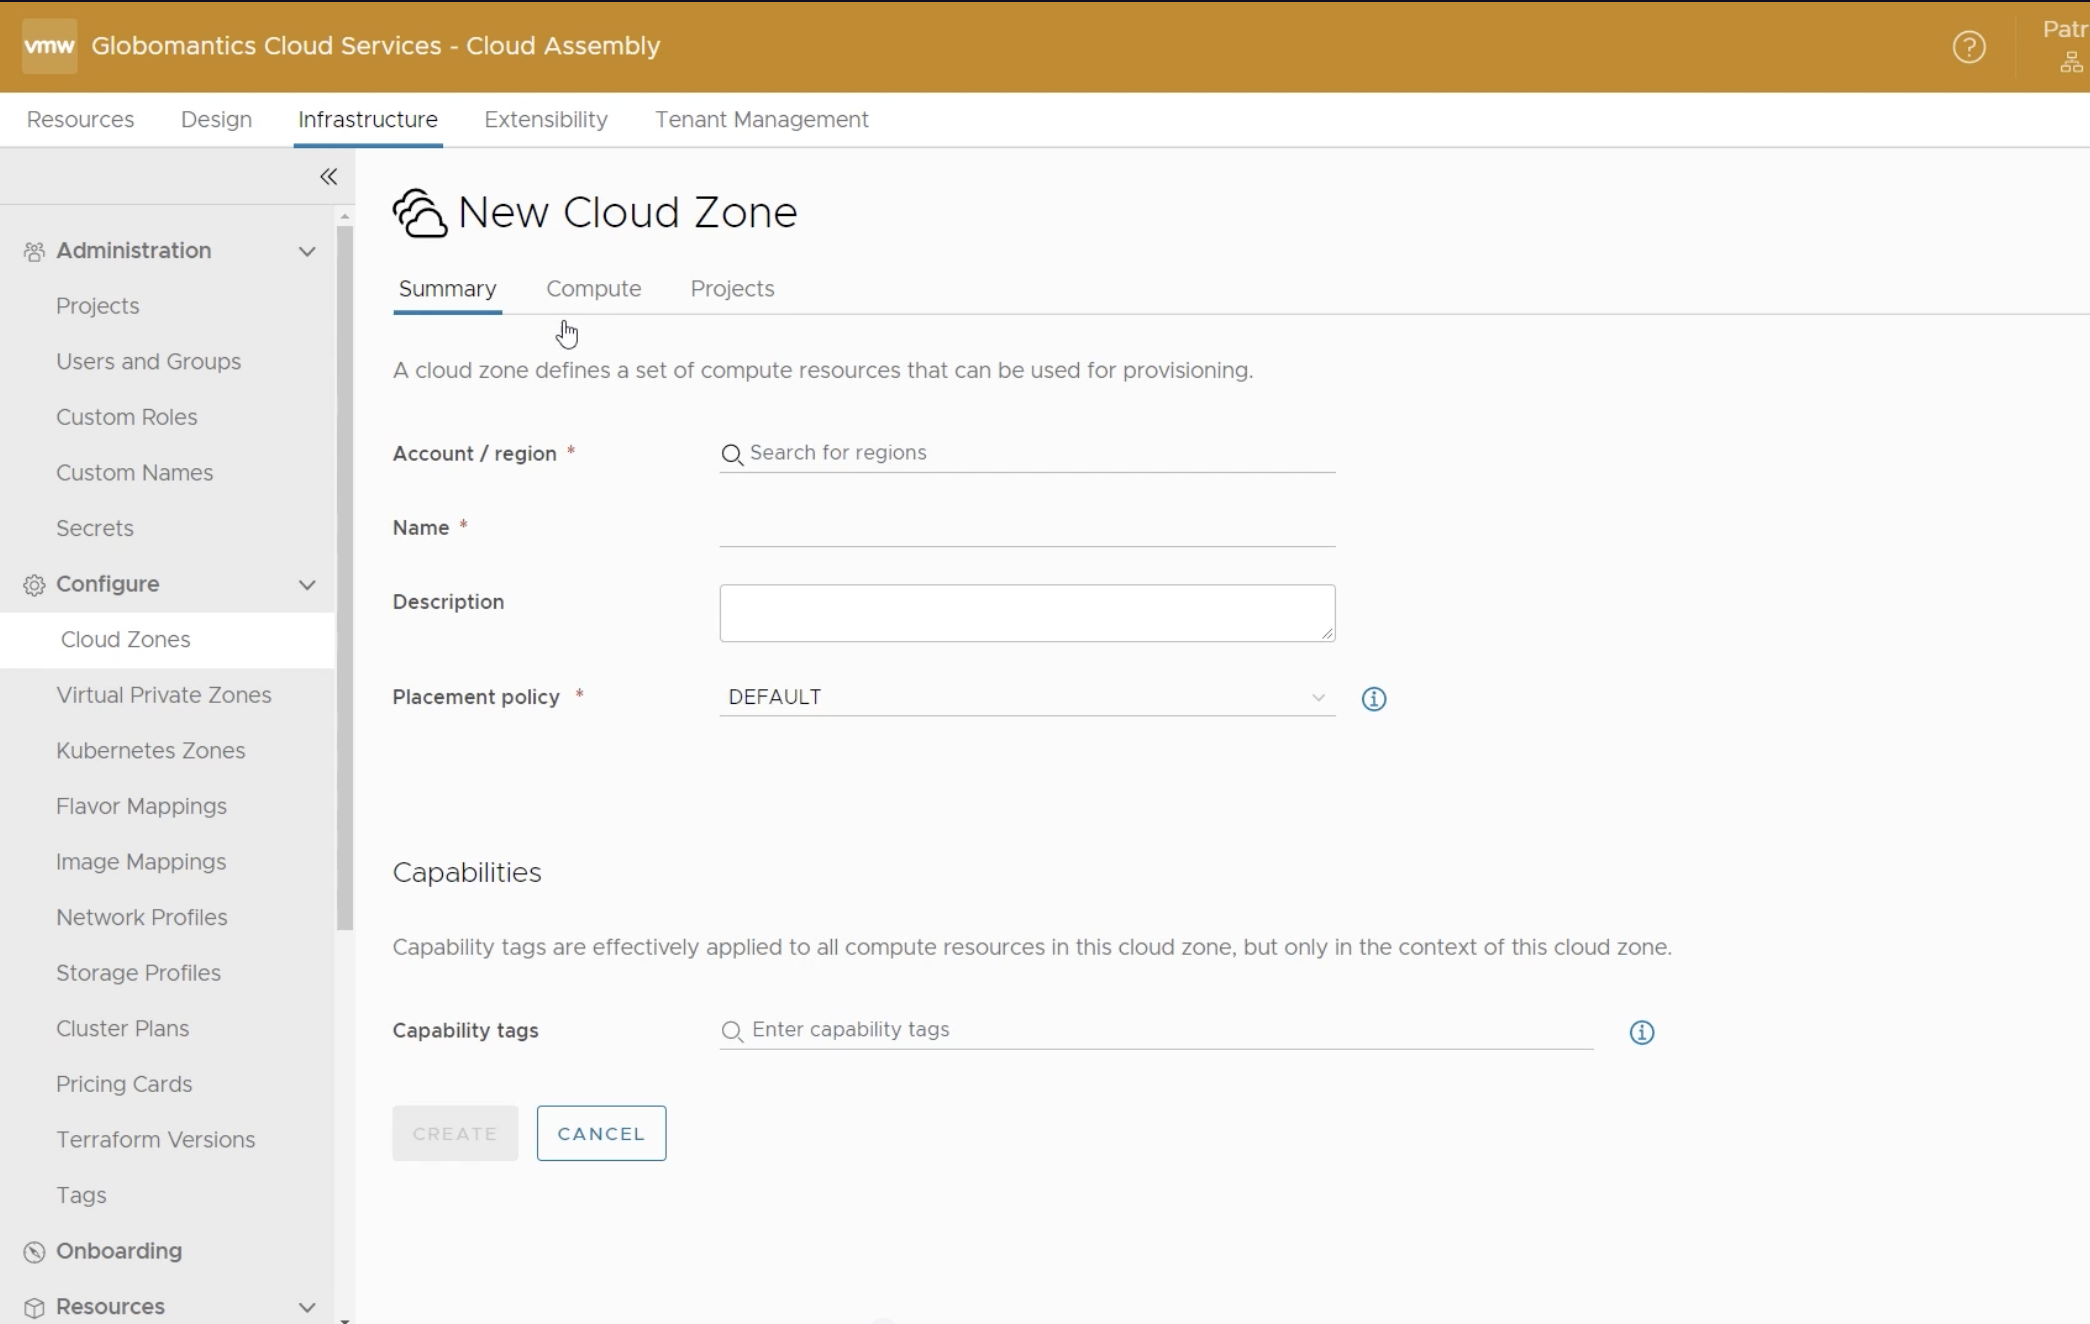 vmw Globomantics Cloud Services - Cloud Assembly
Patr
Resources Design Infrastructure Extensibility Tenant Management
Administration
Projects
Users and Groups
Custom Roles
Custom Names
Secrets
Configure
Cloud Zones
Virtual Private Zones
Kubernetes Zones
Flavor Mappings
Image Mappings
Network Profiles
Storage Profiles
Cluster Plans
Pricing Cards
Terraform Versions
Tags
Onboarding
Resources
New Cloud Zone
Summary Compute Projects
A cloud zone defines a set of compute resources that can be used for provisioning.
Account / region * Search for regions
Name *
Description
Placement policy * DEFAULT
Capabilities
Capability tags are effectively applied to all compute resources in this cloud zone, but only in the context of this cloud zone.
Capability tags Enter capability tags
CREATE CANCEL